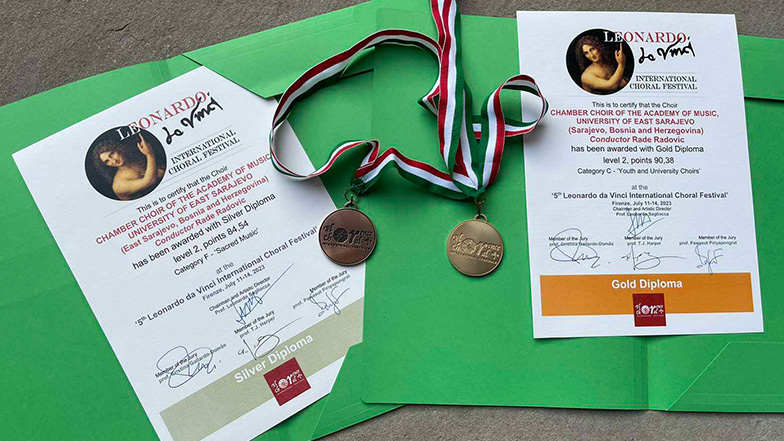 LEONARDO
da Vinci
INTERNATIONAL
CHORAL FESTIVAL
This is to certify that the Choir
CHAMBER CHOIR OF THE ACADEMY OF MUSIC,
UNIVERSITY OF EAST SARAJEVO
(East Sarajevo, Bosnia and Herzegovina)
Conductor Rade Radovic
has been awarded with Silver Diploma
level 2, points 84,54
Category F - 'Sacred Music'
at the
'5th Leonardo da Vinci International Choral Festival'
Firenze, July 11-14, 2023
Chairman and Artistic Director
Prof. Leonardo Sagliocca
Member of the Jury
prof. T.J. Harper
Member of the Jury
Member of the Jury
Silver Diploma
LEONARDO
da Vinci
INTERNATIONAL
CHORAL FESTIVAL
This is to certify that the Choir
CHAMBER CHOIR OF THE ACADEMY OF MUSIC,
UNIVERSITY OF EAST SARAJEVO
(Sarajevo, Bosnia and Herzegovina)
Conductor Rade Radovic
has been awarded with Gold Diploma
level 2, points 90,38
Category C - 'Youth and University Choirs'
at the
'5th Leonardo da Vinci International Choral Festival'
Firenze, July 11-14, 2023
Chairman and Artistic Director
Prof. Leonardo Sagliocca
Member of the Jury
Member of the Jury
prof. T.J. Harper
Member of the Jury
Gold Diploma